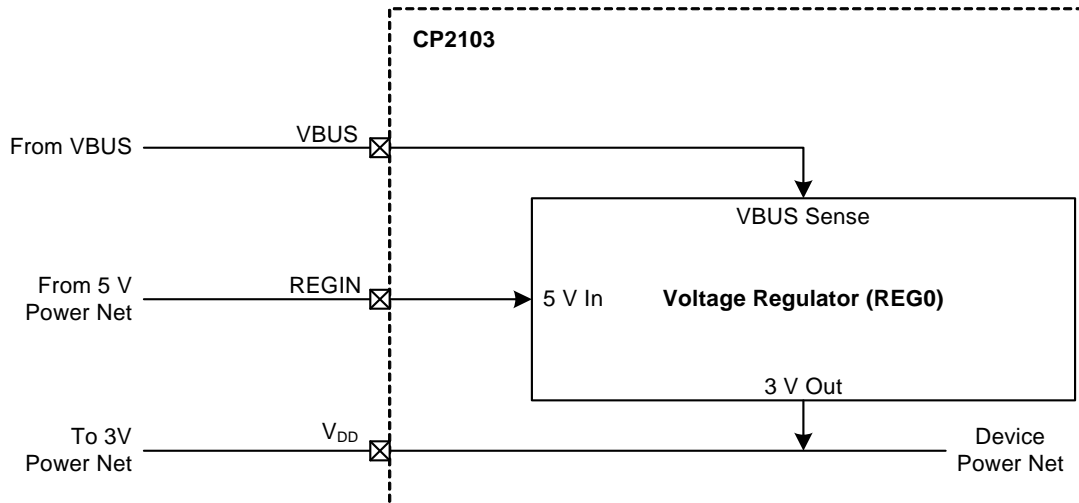 CP2103
From VBUS
VBUS
VBUS Sense
From 5 V
Power Net
REGIN
5 V In
Voltage Regulator (REG0)
3 V Out
To 3V
Power Net
VDD
Device
Power Net